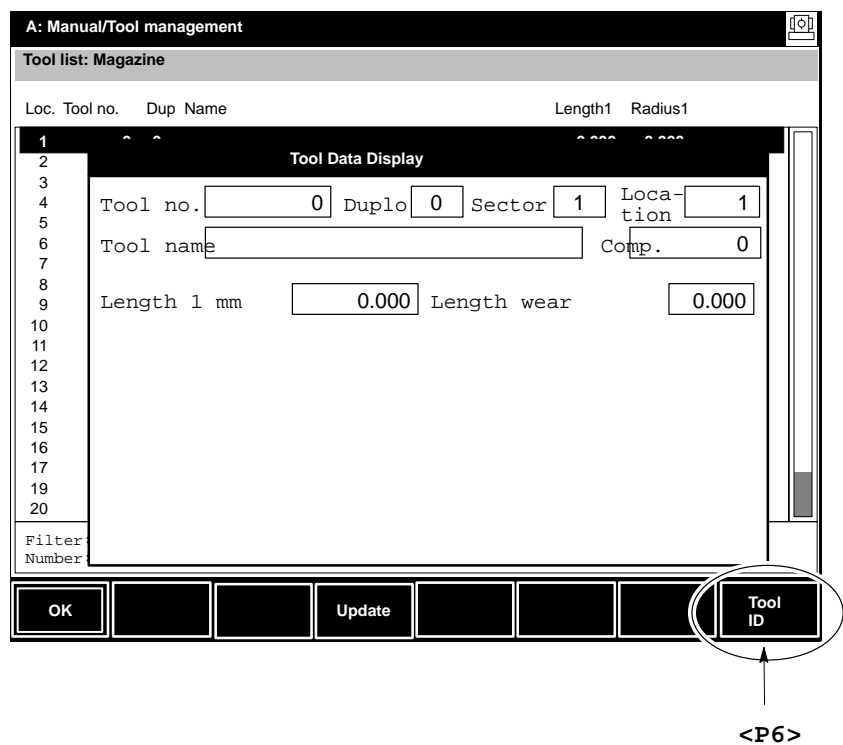 A: Manual/Tool management
Tool list: Magazine
Loc. Tool no. Dup Name Length1 Radius1
1
2
Tool Data Display
3
4
Tool no. 0 Duplo 0 Sector 1 Loca-
tion 1
5
6
Tool name Comp. 0
7
8
9
Length 1 mm 0.000 Length wear 0.000
10
11
12
13
14
15
16
17
19
20
Filter:
Number:
OK Update Tool
ID
<P6>